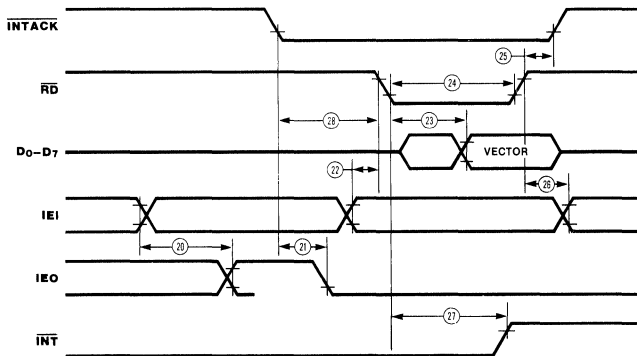 INTACK
25
RD
24
28
23
D0–D7
VECTOR
22
26
IEI
20
21
IEO
27
INT